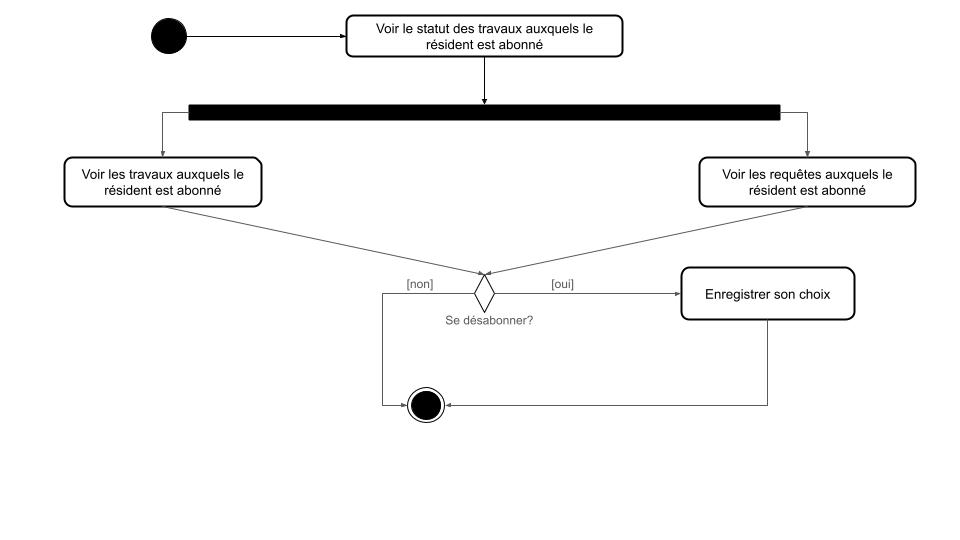 Voir le statut des travaux auxquels le
résident est abonné
Voir les travaux auxquels le
résident est abonné
Voir les requêtes auxquels le
résident est abonné
[non]
[oui]
Se désabonner?
Enregistrer son choix